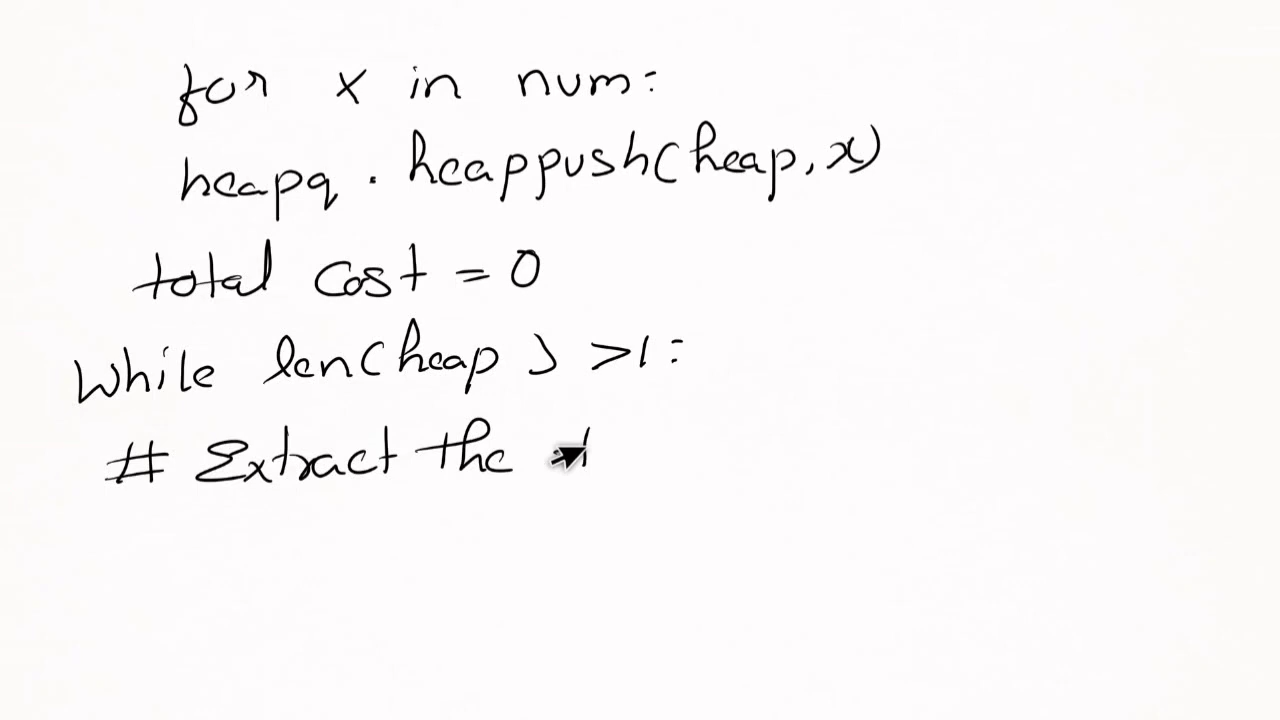 for x in num:
heapq . heappush(heap, x)
total cost = 0
While len(heap) >1:
# Extract the